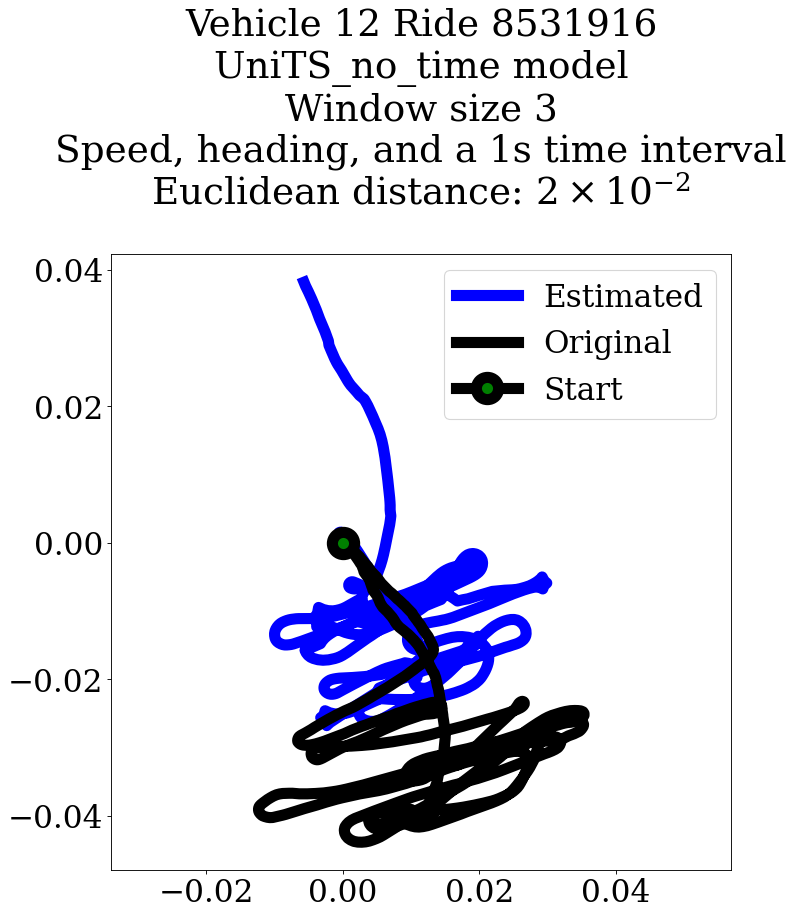 Vehicle 12 Ride 8531916
UniTS_no_time model
Window size 3
Speed, heading, and a 1s time interval
Euclidean distance: 2 × 10⁻²
0.04
0.02
0.00
−0.02
−0.04
Estimated
Original
Start
−0.02 0.00 0.02 0.04